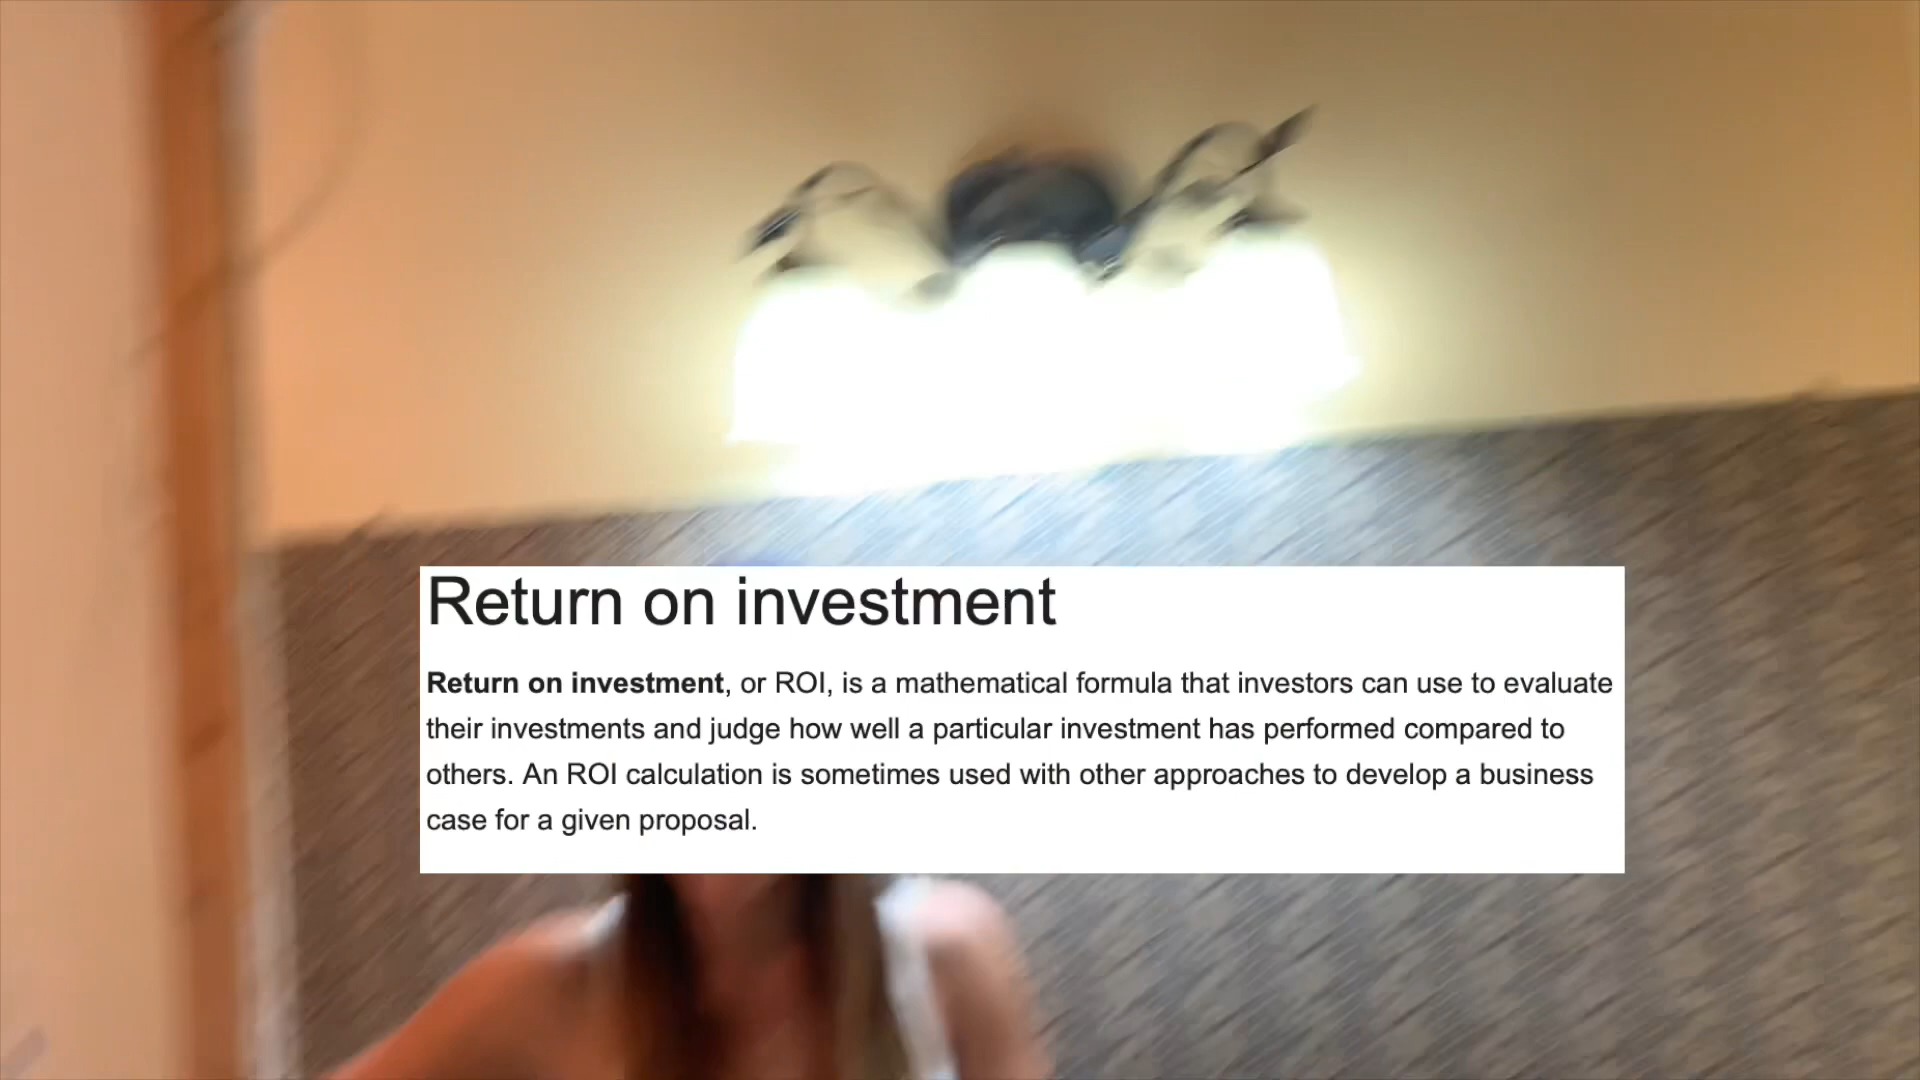 Return on investment
Return on investment, or ROI, is a mathematical formula that investors can use to evaluate
their investments and judge how well a particular investment has performed compared to
others. An ROI calculation is sometimes used with other approaches to develop a business
case for a given proposal.